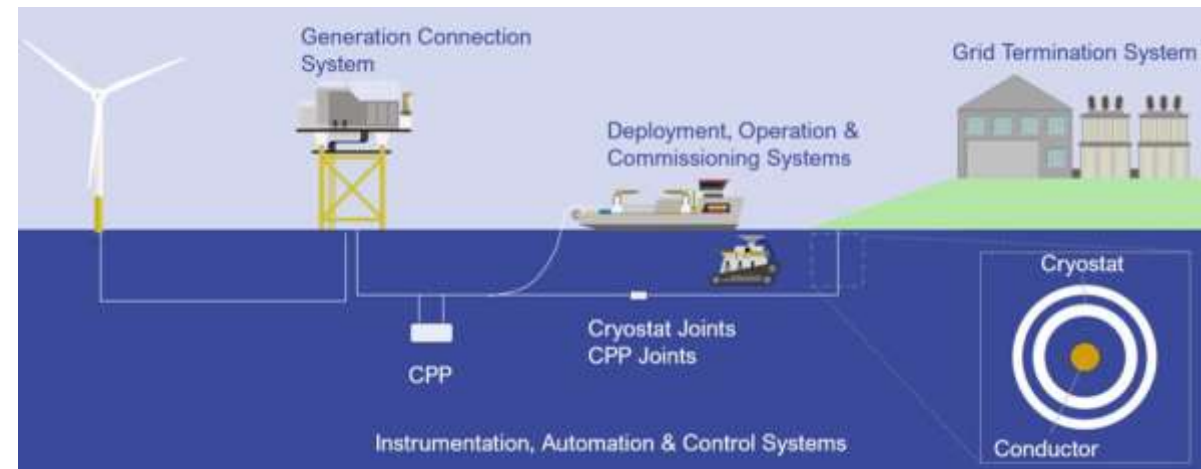 Generation Connection
System
Grid Termination System
Deployment, Operation &
Commissioning Systems
Cryostat
Cryostat Joints
CPP Joints
CPP
Instrumentation, Automation & Control Systems
Conductor